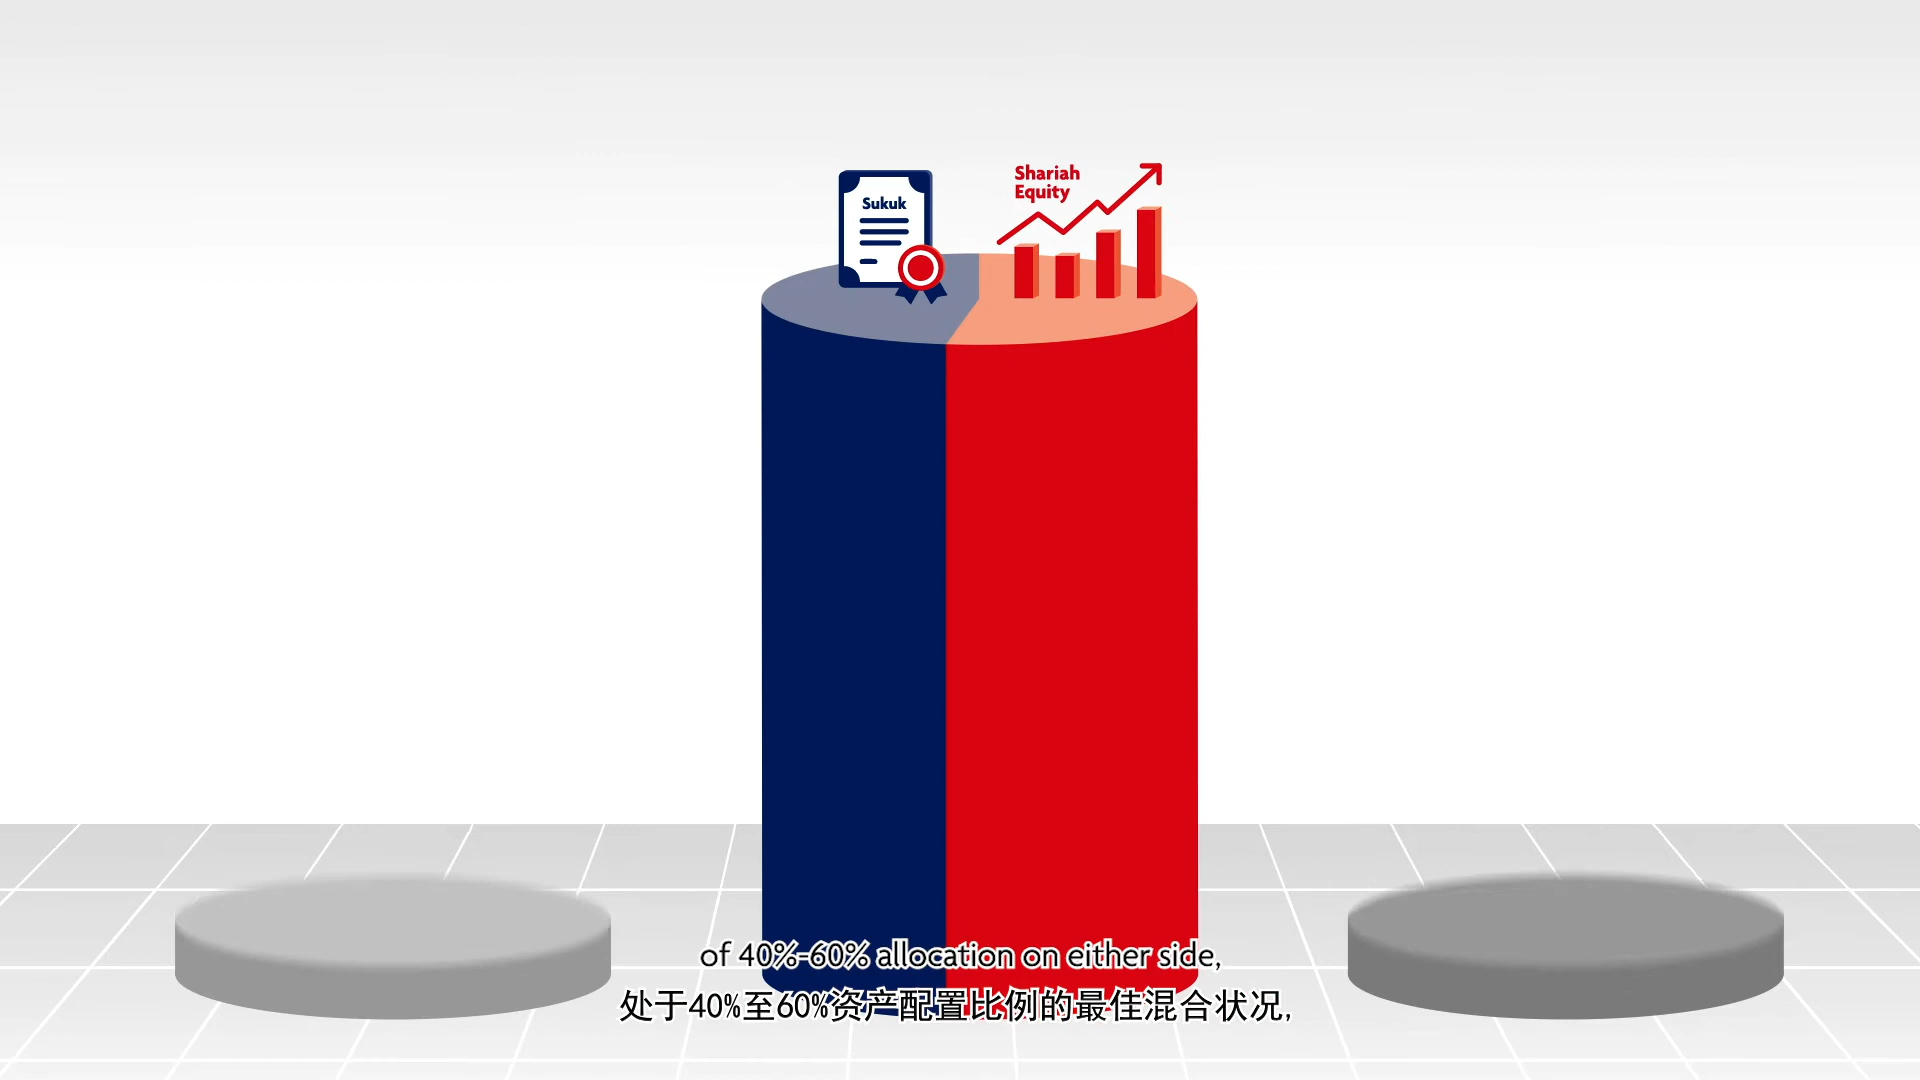 Sukuk
Shariah
Equity
of 40%-60% allocation on either side,
处于40%至60%资产配置比例的最佳混合状况,